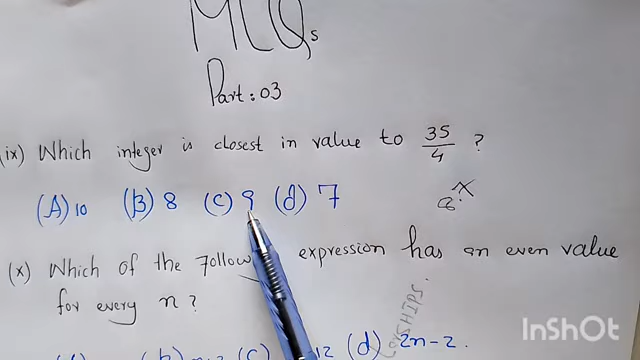 MCQs
Part: 03
(ix) Which integer is closest in value to 35/4 ?
(A) 10 (B) 8 (C) 9 (d) 7
(x) Which of the follow expression has an even value
for every n?
12 (d) 2n-2.
InShOt